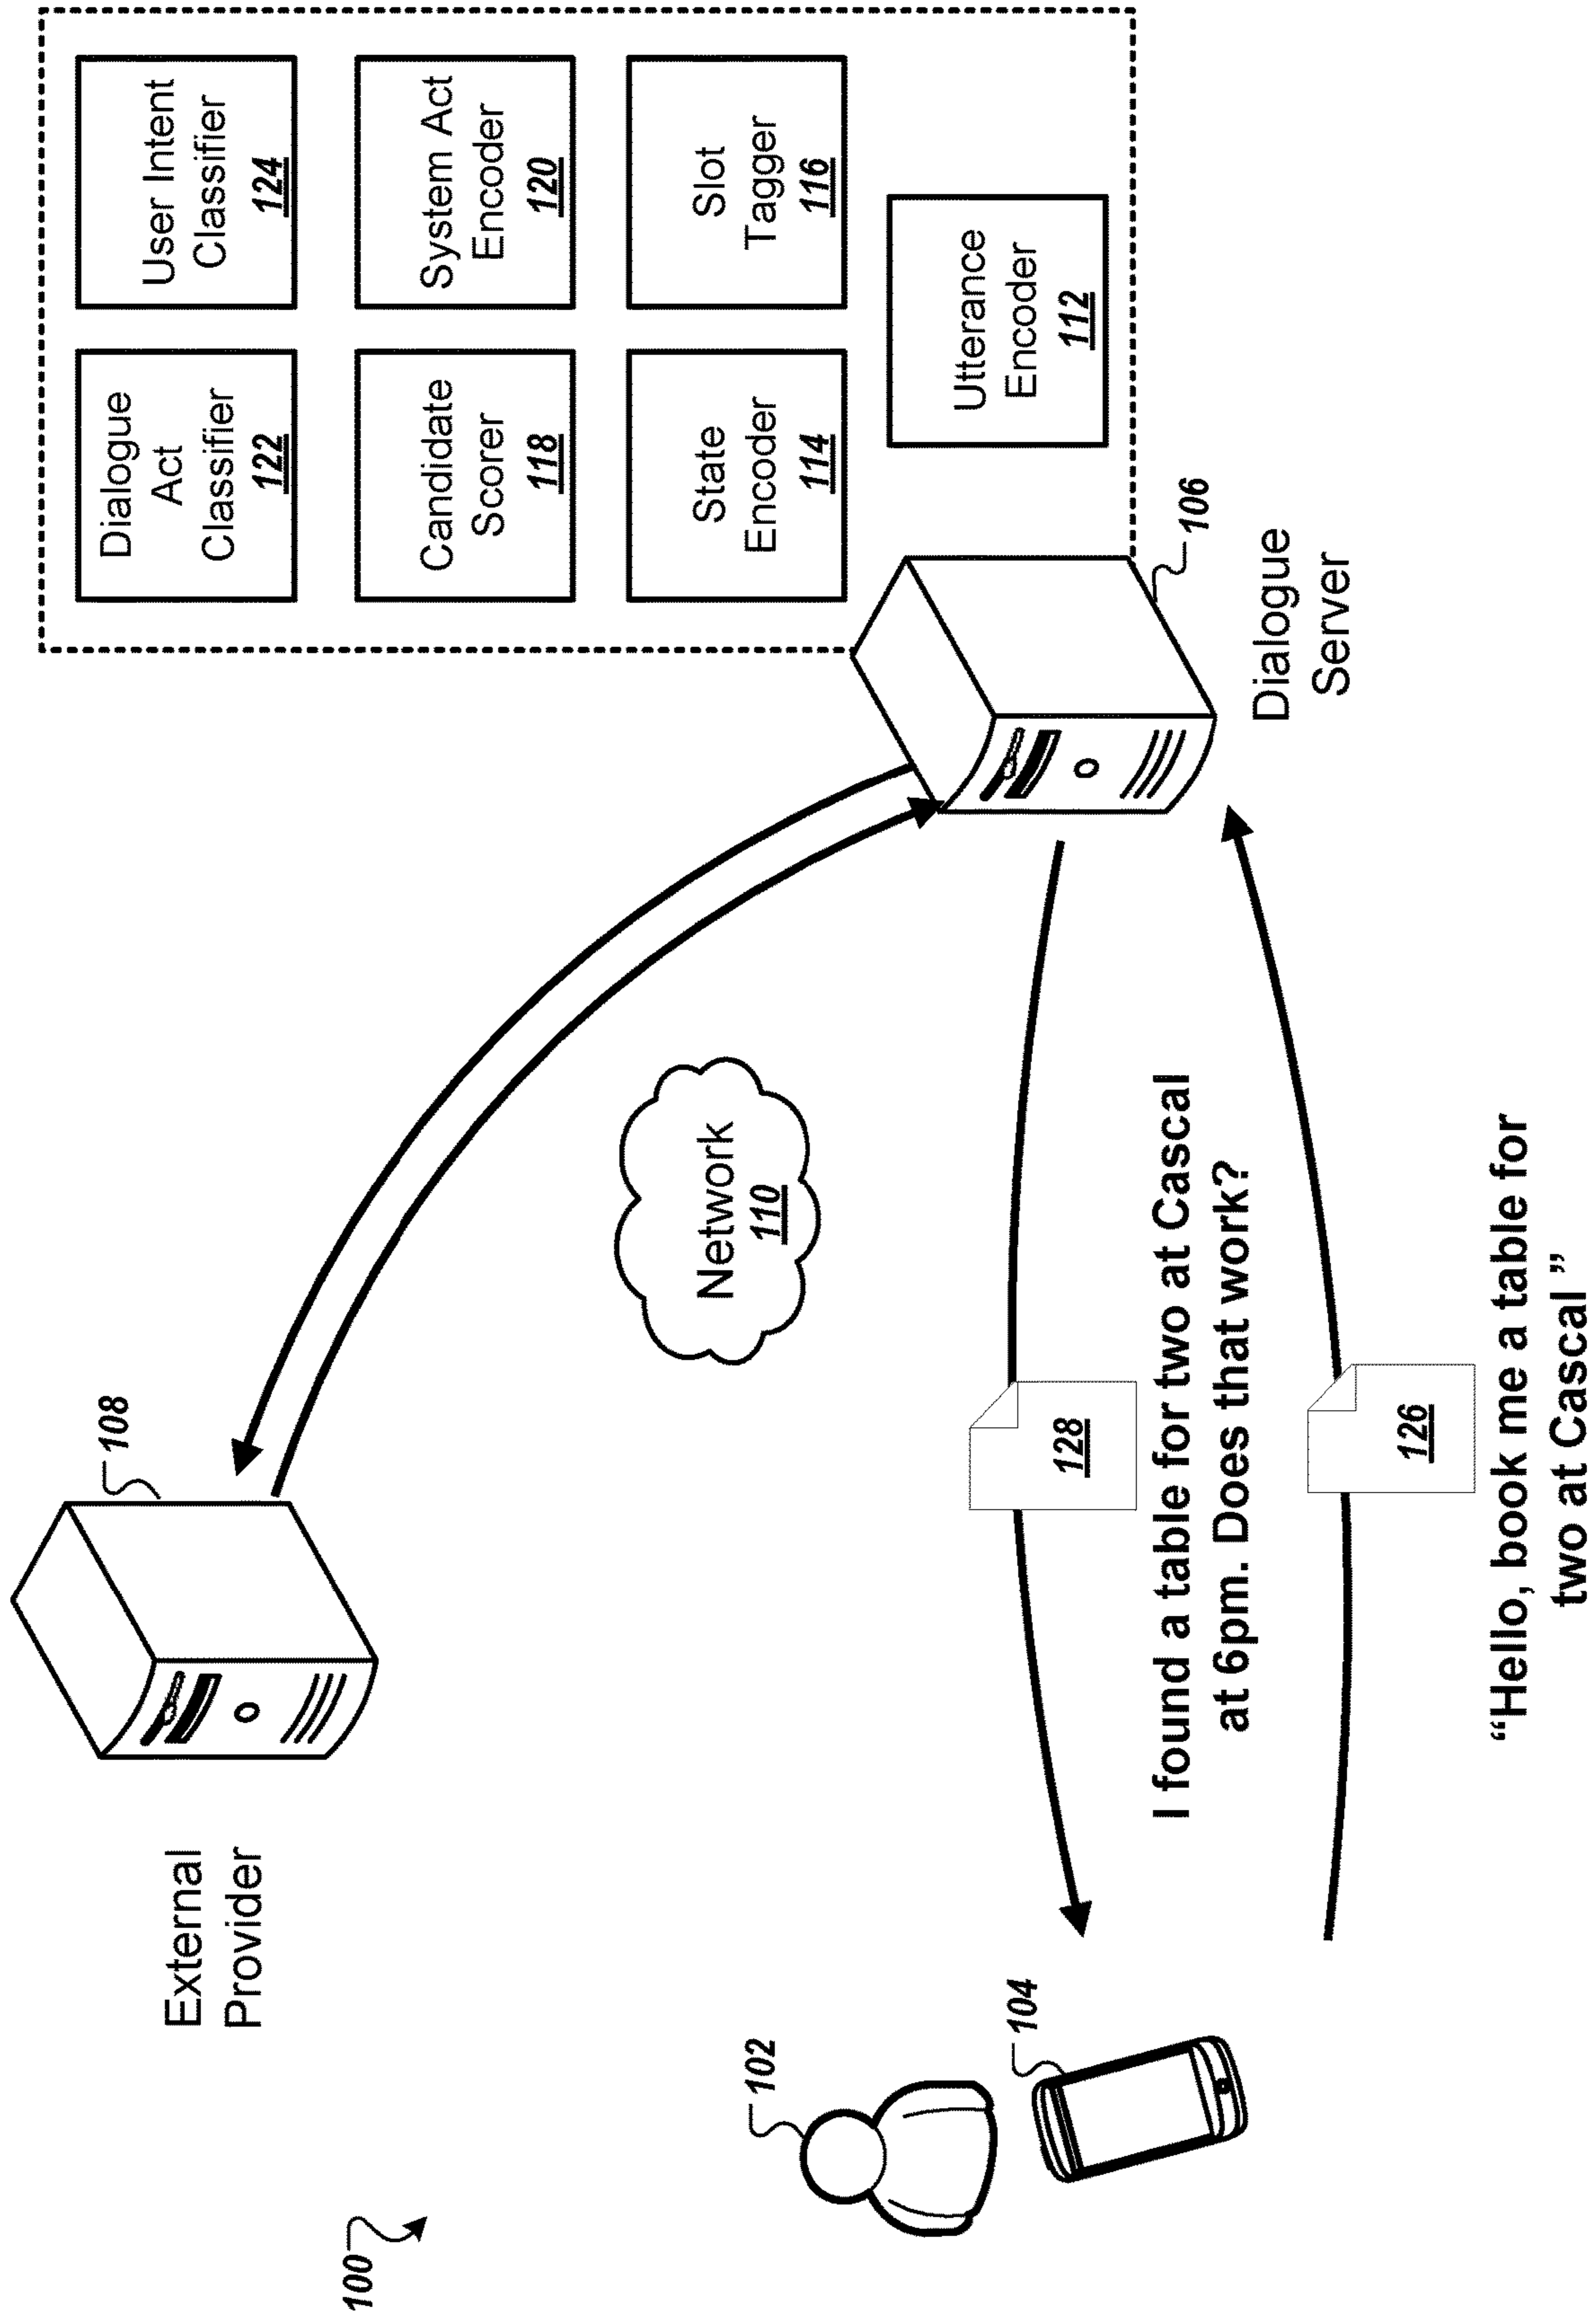 100
External
Provider
108
102
104
Network
110
Dialogue
Act
Classifier
122
User Intent
Classifier
124
Candidate
Scorer
118
System Act
Encoder
120
State
Encoder
114
Slot
Tagger
116
Utterance
Encoder
112
106
Dialogue
Server
128
I found a table for two at Cascal
at 6pm. Does that work?
126
“Hello, book me a table for
two at Cascal ”